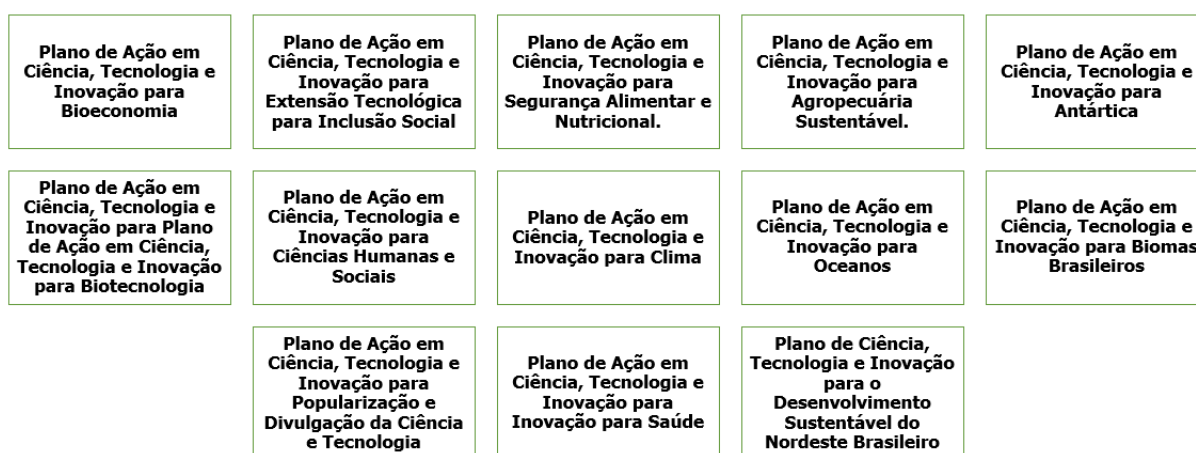 Plano de Ação em
Ciência, Tecnologia e
Inovação para
Bioeconomia
Plano de Ação em
Ciência, Tecnologia e
Inovação para
Extensão Tecnológica
para Inclusão Social
Plano de Ação em
Ciência, Tecnologia e
Inovação para
Segurança Alimentar e
Nutricional.
Plano de Ação em
Ciência, Tecnologia e
Inovação para
Agropecuária
Sustentável.
Plano de Ação em
Ciência, Tecnologia e
Inovação para
Antártica
Plano de Ação em
Ciência, Tecnologia e
Inovação para Plano
de Ação em Ciência,
Tecnologia e Inovação
para Biotecnologia
Plano de Ação em
Ciência, Tecnologia e
Inovação para
Ciências Humanas e
Sociais
Plano de Ação em
Ciência, Tecnologia e
Inovação para Clima
Plano de Ação em
Ciência, Tecnologia e
Inovação para
Oceanos
Plano de Ação em
Ciência, Tecnologia e
Inovação para Biomas
Brasileiros
Plano de Ação em
Ciência, Tecnologia e
Inovação para
Popularização e
Divulgação da Ciência
e Tecnologia
Plano de Ação em
Ciência, Tecnologia e
Inovação para
Inovação para Saúde
Plano de Ciência,
Tecnologia e Inovação
para o
Desenvolvimento
Sustentável do
Nordeste Brasileiro